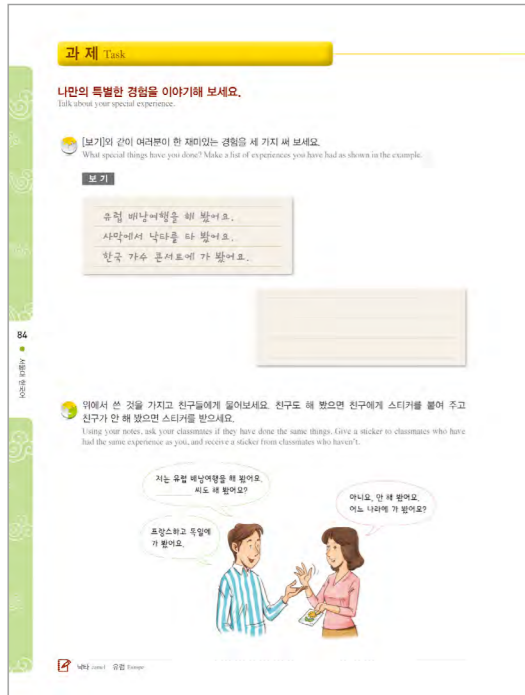 과 제 Task
나만의 특별한 경험을 이야기해 보세요.
Talk about your special experience.
[보기]와 같이 여러분이 한 재미있는 경험을 세 가지 써 보세요.
What special things have you done? Make a list of experiences you have had as shown in the example.
보 기
유럽 배낭여행을 해 봤어요.
사막에서 낙타를 타 봤어요.
한국 가수 콘서트에 가 봤어요.
84
서울대 한국어
위에서 쓴 것을 가지고 친구들에게 물어보세요. 친구도 해 봤으면 친구에게 스티커를 붙여 주고
친구가 안 해 봤으면 스티커를 받으세요.
Using your notes, ask your classmates if they have done the same things. Give a sticker to classmates who have
had the same experience as you, and receive a sticker from classmates who haven't.
저는 유럽 배낭여행을 해 봤어요.
씨도 해 봤어요?
아니요, 안 해 봤어요.
어느 나라에 가 봤어요?
프랑스하고 독일에
가 봤어요.
낙타 camel 유럽 Europe